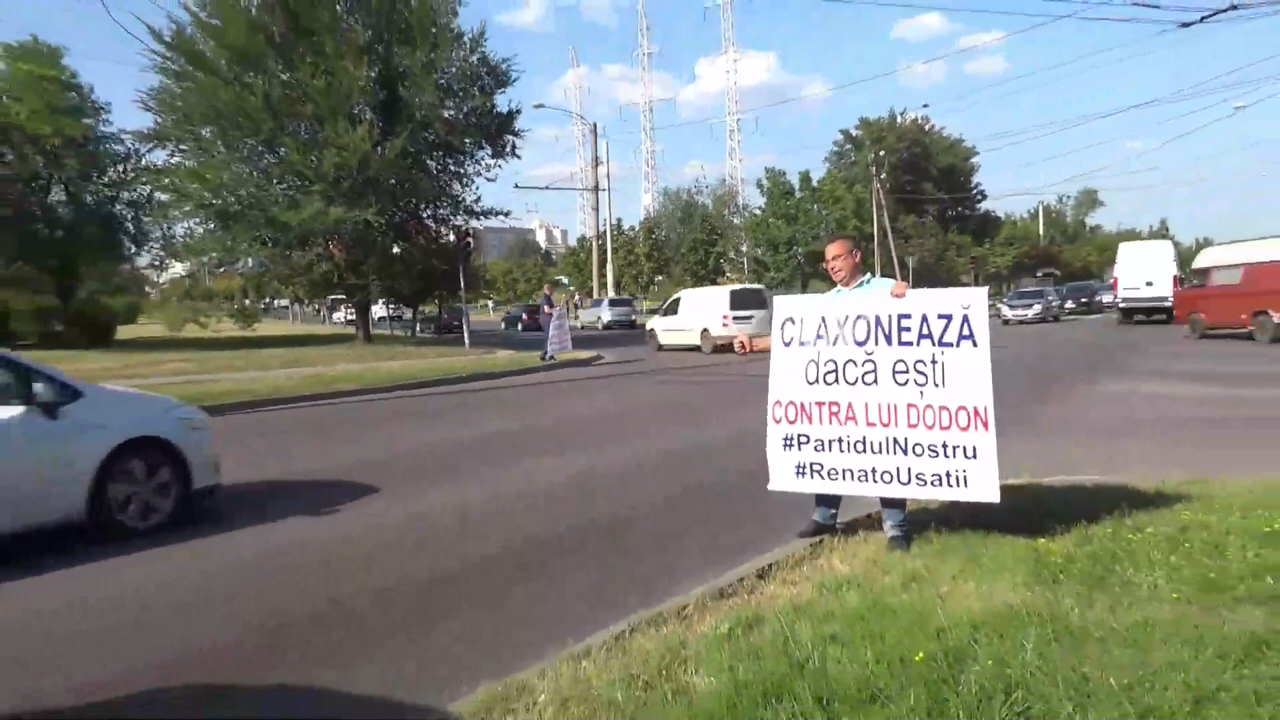 CLAXONEAZĂ
dacă ești
CONTRA LUI DODON
#PartidulNostru
#RenatoUsatii